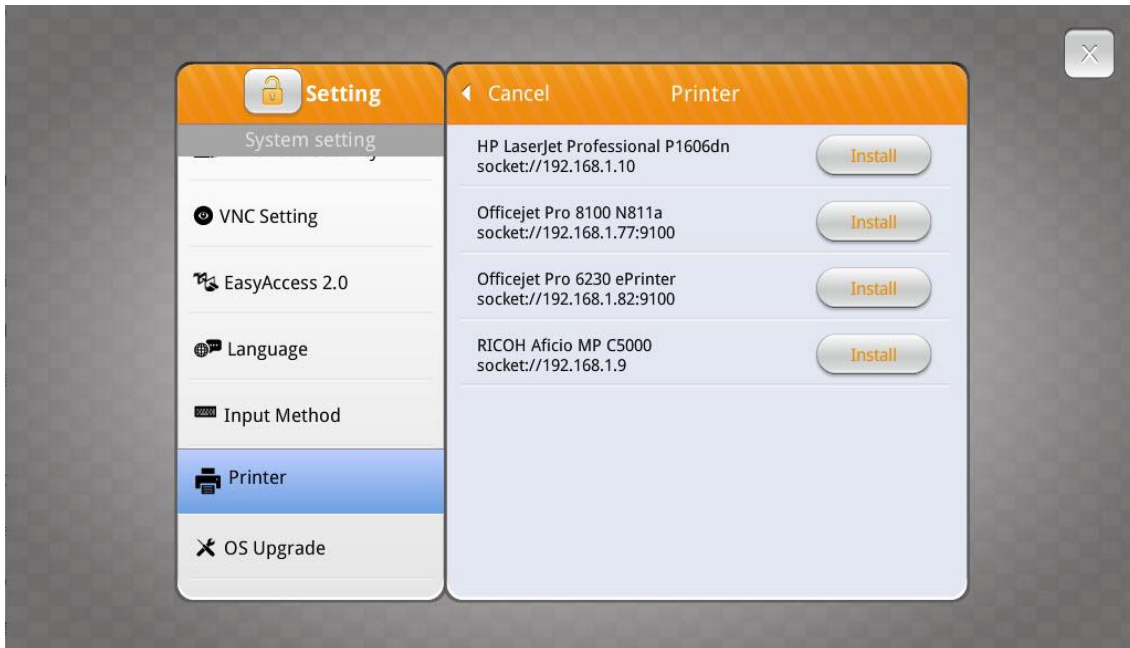 Setting
System setting
VNC Setting
EasyAccess 2.0
Language
Input Method
Printer
OS Upgrade
Cancel
Printer
HP LaserJet Professional P1606dn
socket://192.168.1.10
Install
Officejet Pro 8100 N811a
socket://192.168.1.77:9100
Install
Officejet Pro 6230 ePrinter
socket://192.168.1.82:9100
Install
RICOH Aficio MP C5000
socket://192.168.1.9
Install
X